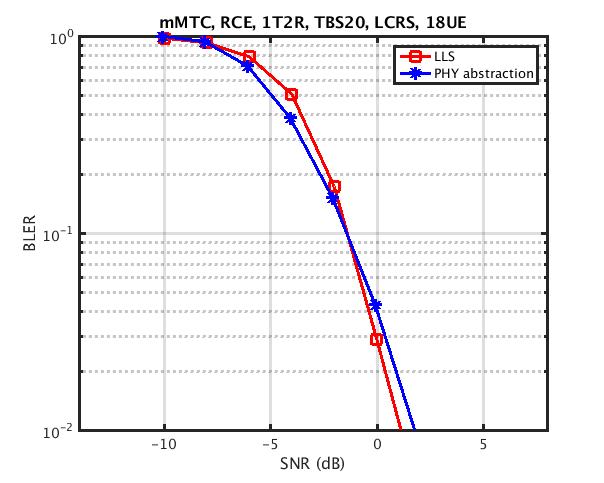 mMTC, RCE, 1T2R, TBS20, LCRS, 18UE
LLS
PHY abstraction
10^0
10^-1
10^-2
BLER
-10 -5 0 5
SNR (dB)